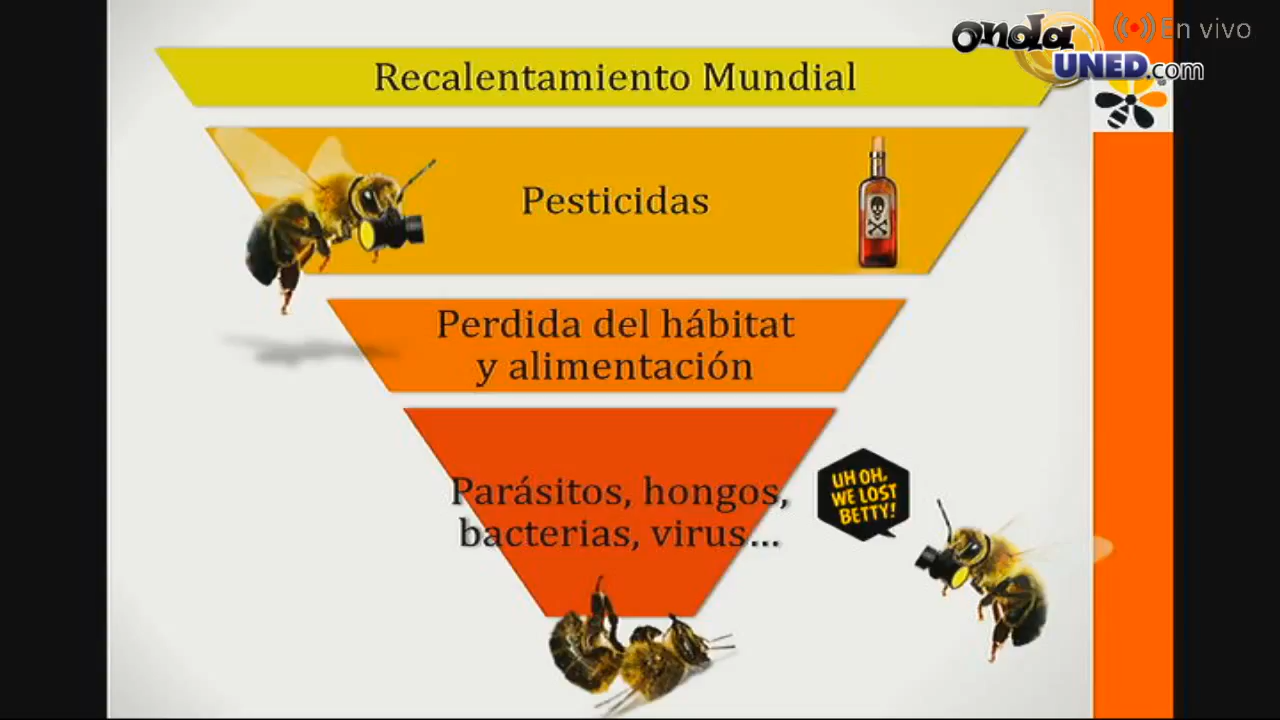 onda
UNED.com
En vivo
Recalentamiento Mundial
Pesticidas
Perdida del hábitat
y alimentación
Parásitos, hongos,
bacterias, virus...
UH OH,
WE LOST
BETTY!